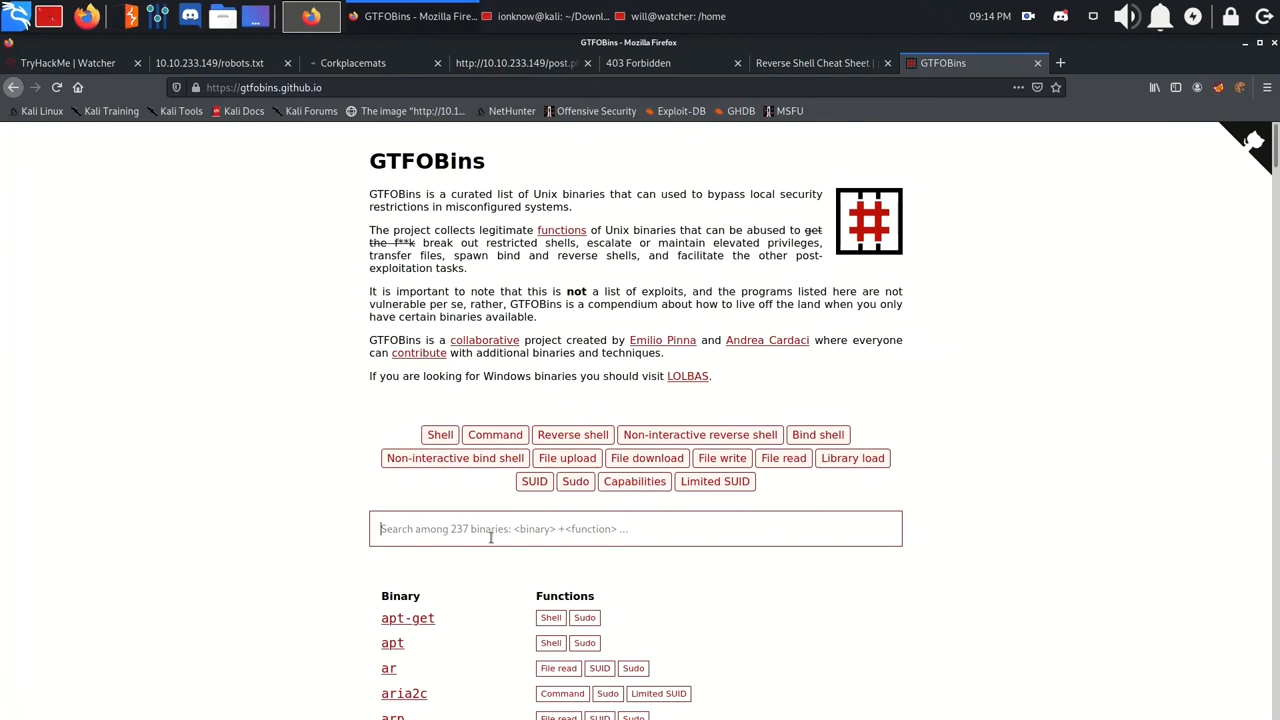 GTFOBins - Mozilla Fire...
ionknow@kali: ~/Downl...
will@watcher: /home
09:14 PM
GTFOBins - Mozilla Firefox
TryHackMe | Watcher
10.10.233.149/robots.txt
Corkplacemats
http://10.10.233.149/post.p
403 Forbidden
Reverse Shell Cheat Sheet |
GTFOBins
https://gtfobins.github.io
Kali Linux
Kali Training
Kali Tools
Kali Docs
Kali Forums
The image "http://10.1...
NetHunter
Offensive Security
Exploit-DB
GHDB
MSFU
GTFOBins
GTFOBins is a curated list of Unix binaries that can used to bypass local security
restrictions in misconfigured systems.
The project collects legitimate functions of Unix binaries that can be abused to get
the f**k break out restricted shells, escalate or maintain elevated privileges,
transfer files, spawn bind and reverse shells, and facilitate the other post-
exploitation tasks.
It is important to note that this is not a list of exploits, and the programs listed here are not
vulnerable per se, rather, GTFOBins is a compendium about how to live off the land when you only
have certain binaries available.
GTFOBins is a collaborative project created by Emilio Pinna and Andrea Cardaci where everyone
can contribute with additional binaries and techniques.
If you are looking for Windows binaries you should visit LOLBAS.
Shell Command Reverse shell Non-interactive reverse shell Bind shell
Non-interactive bind shell File upload File download File write File read Library load
SUID Sudo Capabilities Limited SUID
Search among 237 binaries: <binary> +<function> ...
Binary Functions
apt-get Shell Sudo
apt Shell Sudo
ar File read SUID Sudo
aria2c Command Sudo Limited SUID
arp File read SUID Sudo